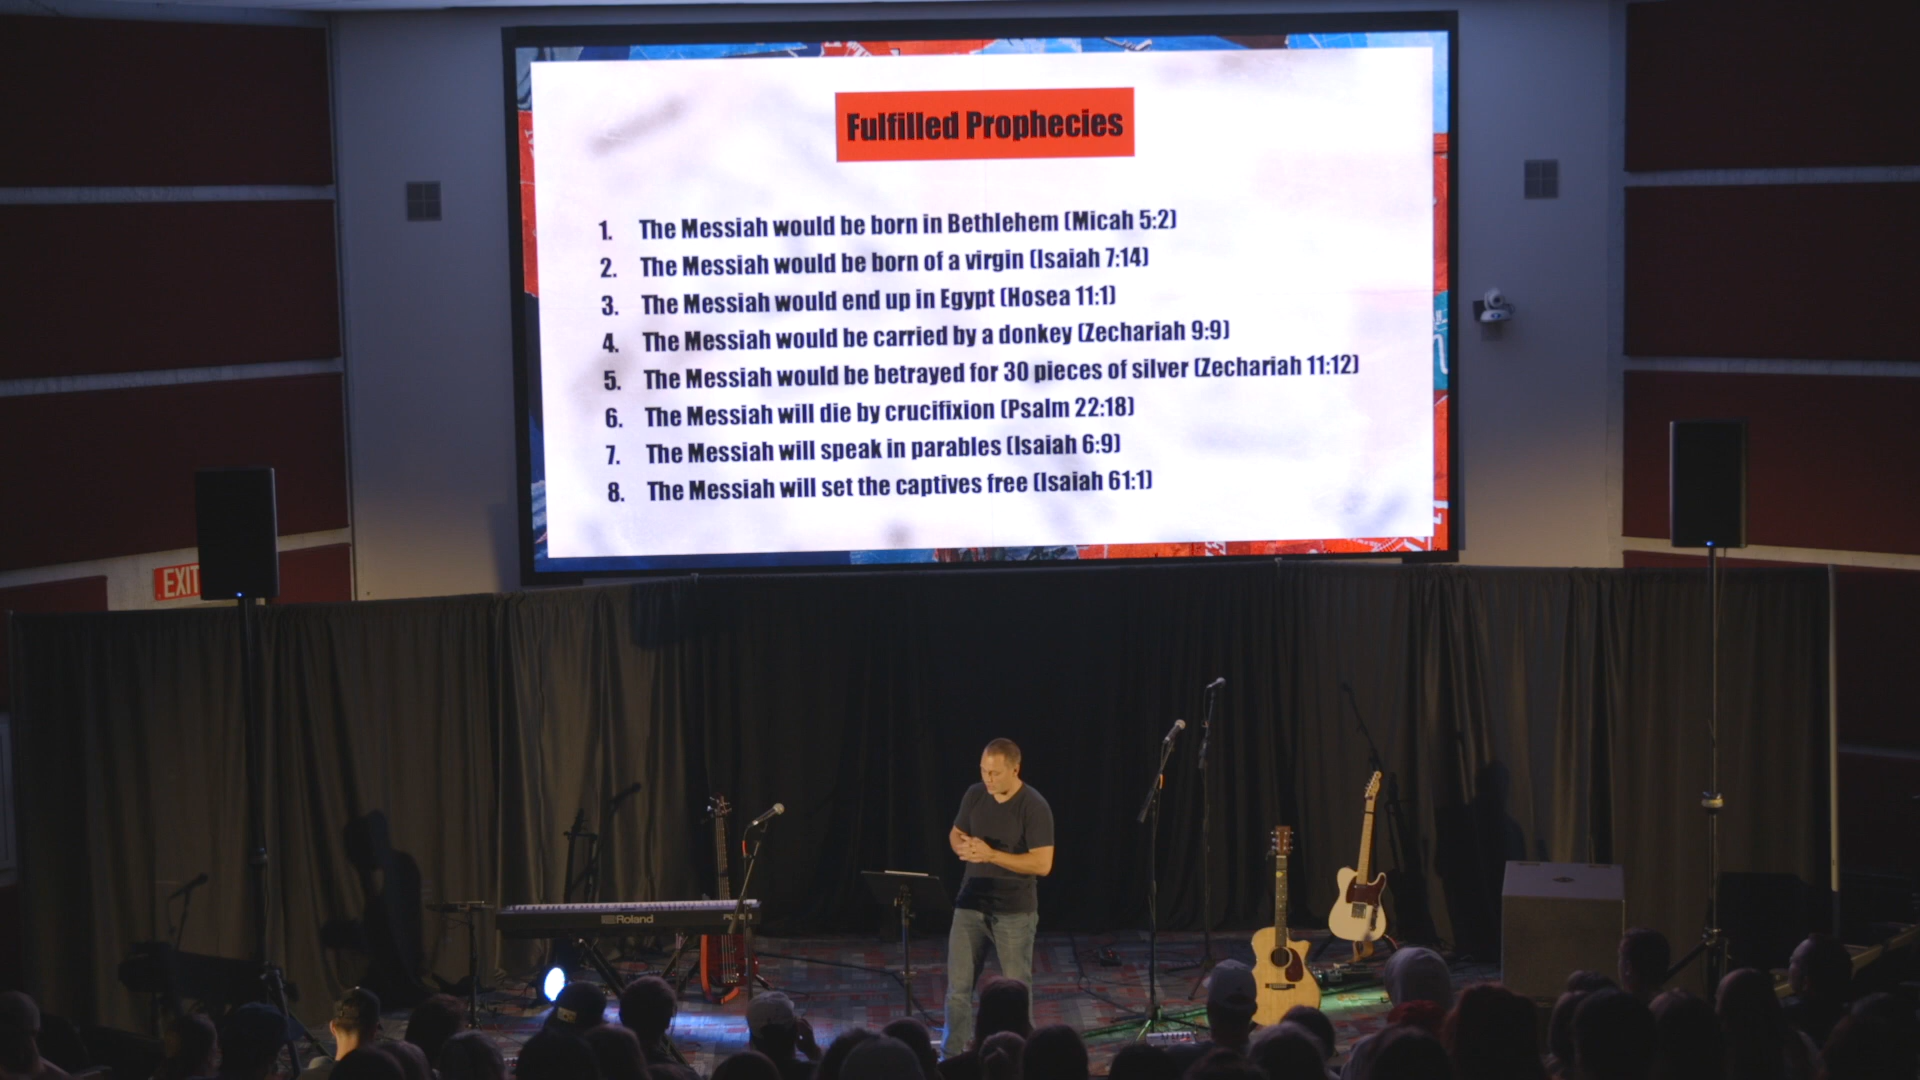 Fulfilled Prophecies
1. The Messiah would be born in Bethlehem (Micah 5:2)
2. The Messiah would be born of a virgin (Isaiah 7:14)
3. The Messiah would end up in Egypt (Hosea 11:1)
4. The Messiah would be carried by a donkey (Zechariah 9:9)
5. The Messiah would be betrayed for 30 pieces of silver (Zechariah 11:12)
6. The Messiah will die by crucifixion (Psalm 22:18)
7. The Messiah will speak in parables (Isaiah 6:9)
8. The Messiah will set the captives free (Isaiah 61:1)
EXIT
Roland